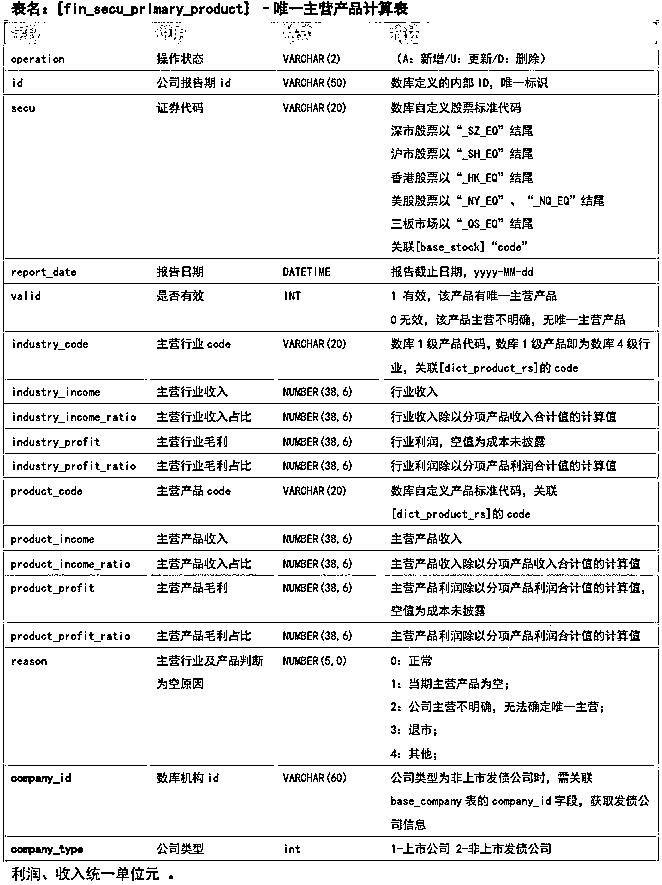 表名：[fin_secu_primary_product] -唯一主营产品计算表
operation 操作状态 VARCHAR(2) （A：新增/U：更新/D：删除）
id 公司报告期 id VARCHAR(50) 数库定义的内部 ID，唯一标识
secu 证券代码 VARCHAR(20) 数库自定义股票标准代码
深市股票以“_SZ_EQ”结尾
沪市股票以“_SH_EQ”结尾
香港股票以“_HK_EQ”结尾
美股股票以“_NY_EQ”、“_NQ_EQ”结尾
三板市场以“_OS_EQ”结尾
关联[base_stock]“code”
report_date 报告日期 DATETIME 报告截止日期，yyyy-MM-dd
valid 是否有效 INT 1 有效，该产品有唯一主营产品
0 无效，该产品主营不明确，无唯一主营产品
industry_code 主营行业 code VARCHAR(20) 数库 1 级产品代码，数库 1 级产品即为数库 4 级行
业，关联[dict_product_rs]的 code
industry_income 主营行业收入 NUMBER(38,6) 行业收入
industry_income_ratio 主营行业收入占比 NUMBER(38,6) 行业收入除以分项产品收入合计值的计算值
industry_profit 主营行业毛利 NUMBER(38,6) 行业利润，空值为成本未披露
industry_profit_ratio 主营行业毛利占比 NUMBER(38,6) 行业利润除以分项产品利润合计值的计算值
product_code 主营产品 code VARCHAR(20) 数库自定义产品标准代码，关联
[dict_product_rs]的 code
product_income 主营产品收入 NUMBER(38,6) 主营产品收入
product_income_ratio 主营产品收入占比 NUMBER(38,6) 主营产品收入除以分项产品收入合计值的计算值
product_profit 主营产品毛利 NUMBER(38,6) 主营产品利润除以分项产品利润合计值的计算值，
空值为成本未披露
product_profit_ratio 主营产品毛利占比 NUMBER(38,6) 主营产品利润除以分项产品利润合计值的计算值
reason 主营行业及产品判断 NUMBER(5,0) 0：正常
为空原因 1：当期主营产品为空；
2：公司主营不明确，无法确定唯一主营；
3：退市；
4：其他；
company_id 数库机构 id VARCHAR(60) 公司类型为非上市发债公司时，需关联
base_company 表的 company_id 字段，获取发债公
司信息
company_type 公司类型 int 1-上市公司 2-非上市发债公司
利润、收入统一单位元 。